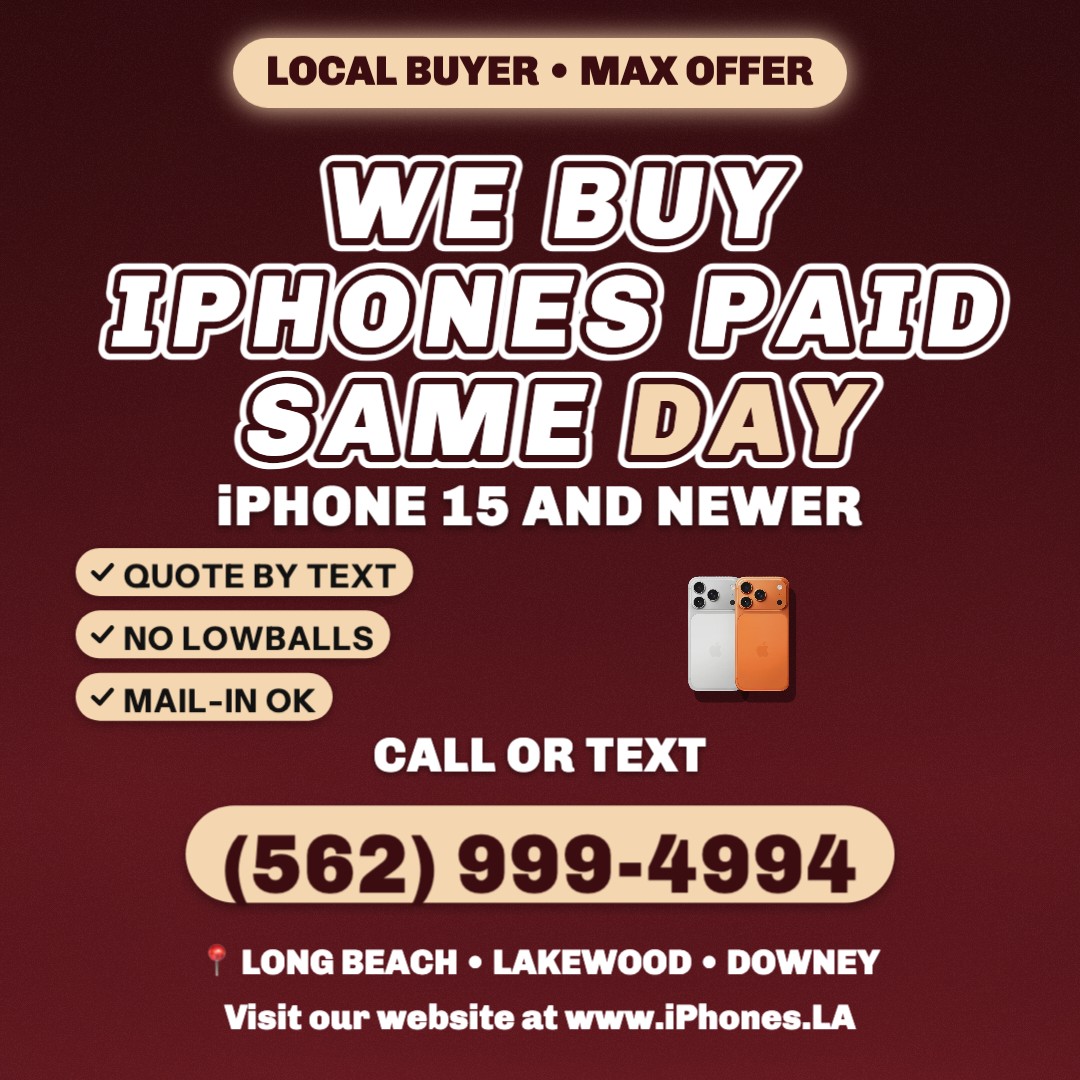 LOCAL BUYER • MAX OFFER
WE BUY
IPHONES PAID
SAME DAY
iPHONE 15 AND NEWER
✓ QUOTE BY TEXT
✓ NO LOWBALLS
✓ MAIL-IN OK
CALL OR TEXT
(562) 999-4994
📍 LONG BEACH • LAKEWOOD • DOWNEY
Visit our website at www.iPhones.LA